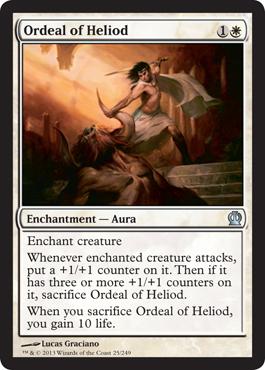 Ordeal of Heliod 1
Enchantment — Aura
Enchant creature
Whenever enchanted creature attacks,
put a +1/+1 counter on it. Then if it
has three or more +1/+1 counters on
it, sacrifice Ordeal of Heliod.
When you sacrifice Ordeal of Heliod,
you gain 10 life.
Lucas Graciano
™ & © 2013 Wizards of the Coast 25/249